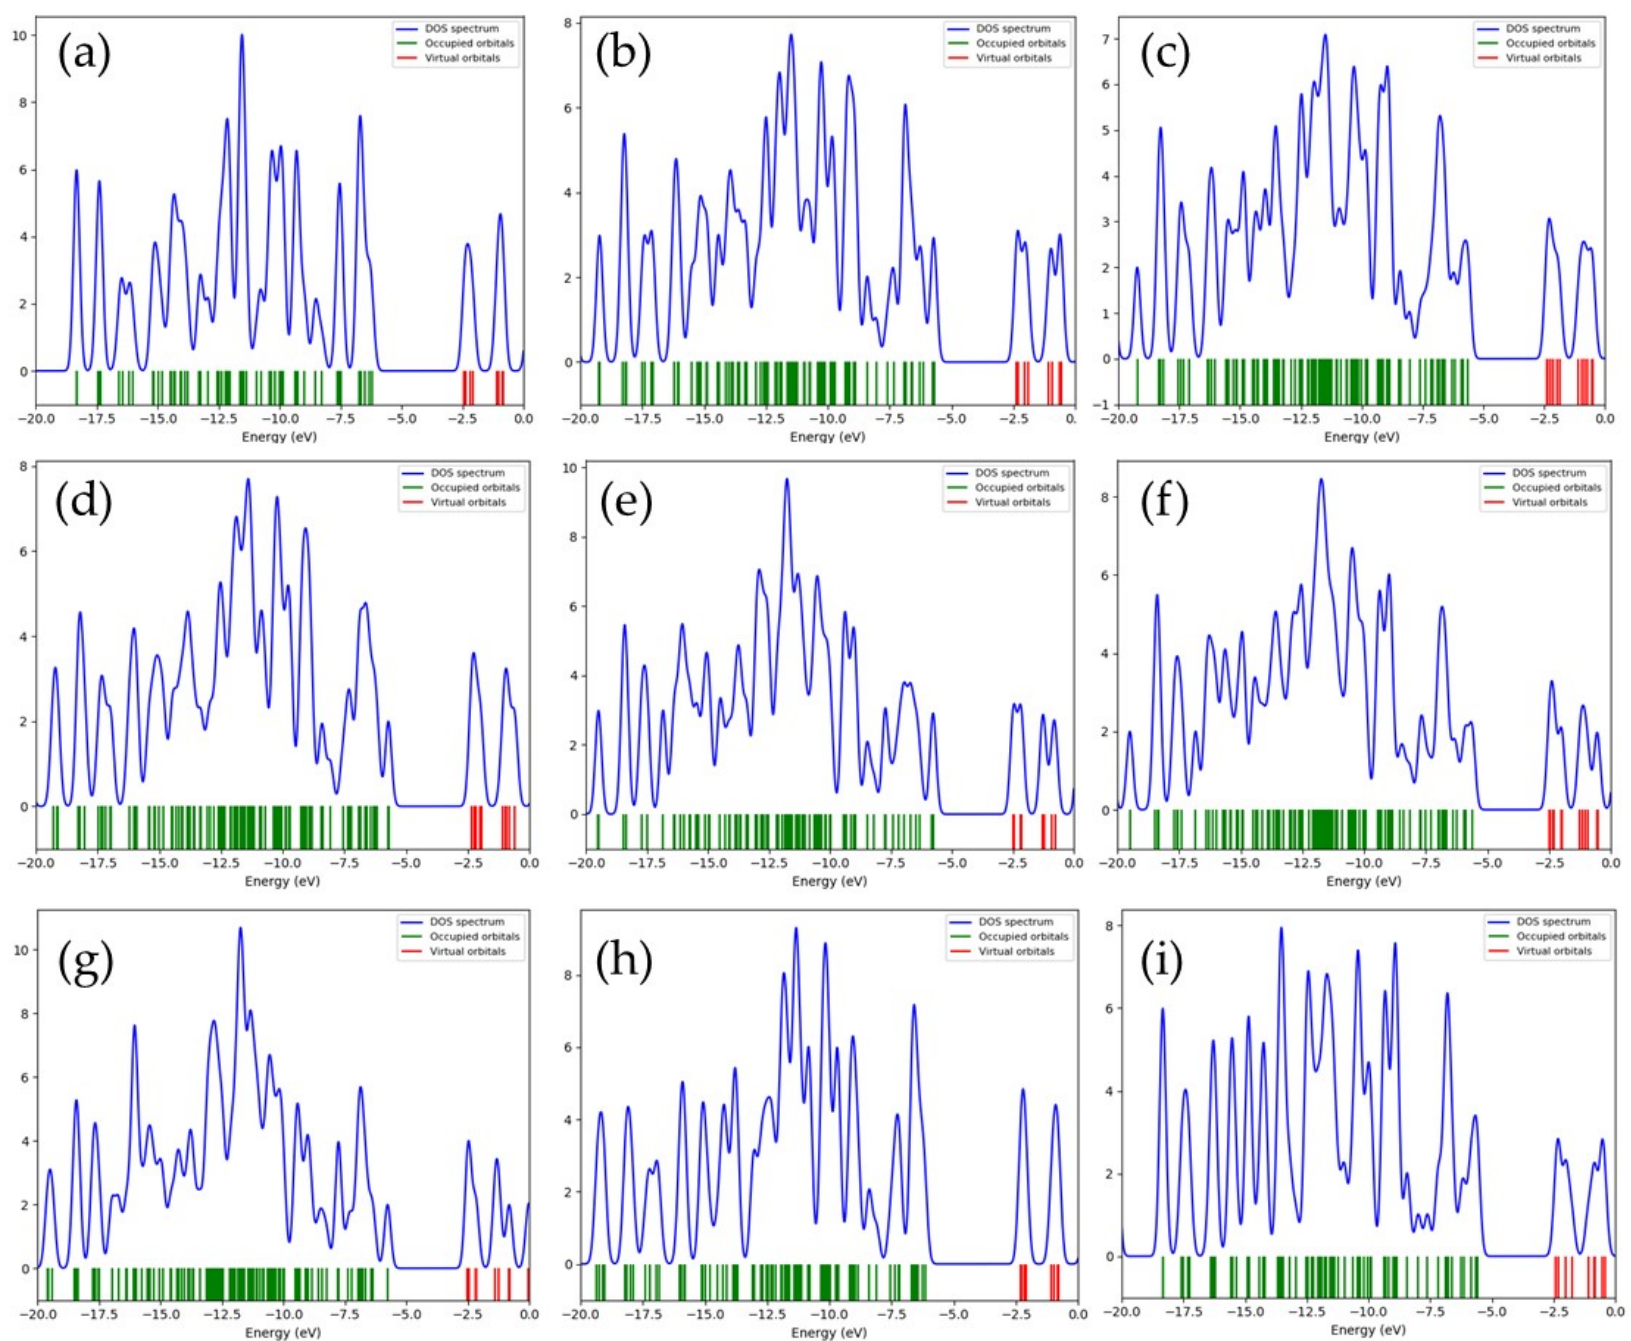 (a)
DOS spectrum
Occupied orbitals
Virtual orbitals
10
8
6
4
2
0
−20.0 −17.5 −15.0 −12.5 −10.0 −7.5 −5.0 −2.5 0.0
Energy (eV)
(b)
DOS spectrum
Occupied orbitals
Virtual orbitals
8
6
4
2
0
−20.0 −17.5 −15.0 −12.5 −10.0 −7.5 −5.0 −2.5 0.
Energy (eV)
(c)
DOS spectrum
Occupied orbitals
Virtual orbitals
7
6
5
4
3
2
1
0
−1
−20.0 −17.5 −15.0 −12.5 −10.0 −7.5 −5.0 −2.5 0.0
Energy (eV)
(d)
DOS spectrum
Occupied orbitals
Virtual orbitals
8
6
4
2
0
−20.0 −17.5 −15.0 −12.5 −10.0 −7.5 −5.0 −2.5 0.0
Energy (eV)
(e)
DOS spectrum
Occupied orbitals
Virtual orbitals
10
8
6
4
2
0
−20.0 −17.5 −15.0 −12.5 −10.0 −7.5 −5.0 −2.5 0.0
Energy (eV)
(f)
DOS spectrum
Occupied orbitals
Virtual orbitals
8
6
4
2
0
−20.0 −17.5 −15.0 −12.5 −10.0 −7.5 −5.0 −2.5 0.0
Energy (eV)
(g)
DOS spectrum
Occupied orbitals
Virtual orbitals
10
8
6
4
2
0
−20.0 −17.5 −15.0 −12.5 −10.0 −7.5 −5.0 −2.5 0.0
Energy (eV)
(h)
DOS spectrum
Occupied orbitals
Virtual orbitals
8
6
4
2
0
−20.0 −17.5 −15.0 −12.5 −10.0 −7.5 −5.0 −2.5 0.0
Energy (eV)
(i)
DOS spectrum
Occupied orbitals
Virtual orbitals
8
6
4
2
0
−20.0 −17.5 −15.0 −12.5 −10.0 −7.5 −5.0 −2.5 0.0
Energy (eV)